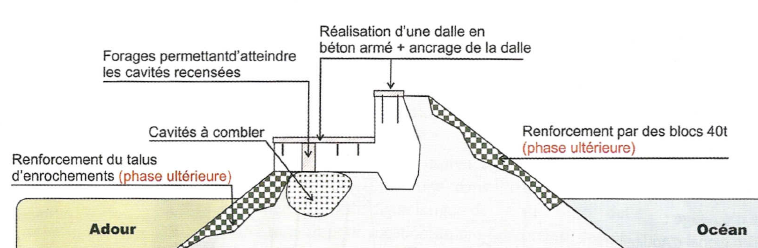 Réalisation d'une dalle en
béton armé + ancrage de la dalle
Forages permettantd'atteindre
les cavités recensées
Cavités à combler
Renforcement par des blocs 40t
(phase ultérieure)
Renforcement du talus
d'enrochements (phase ultérieure)
Adour
Océan